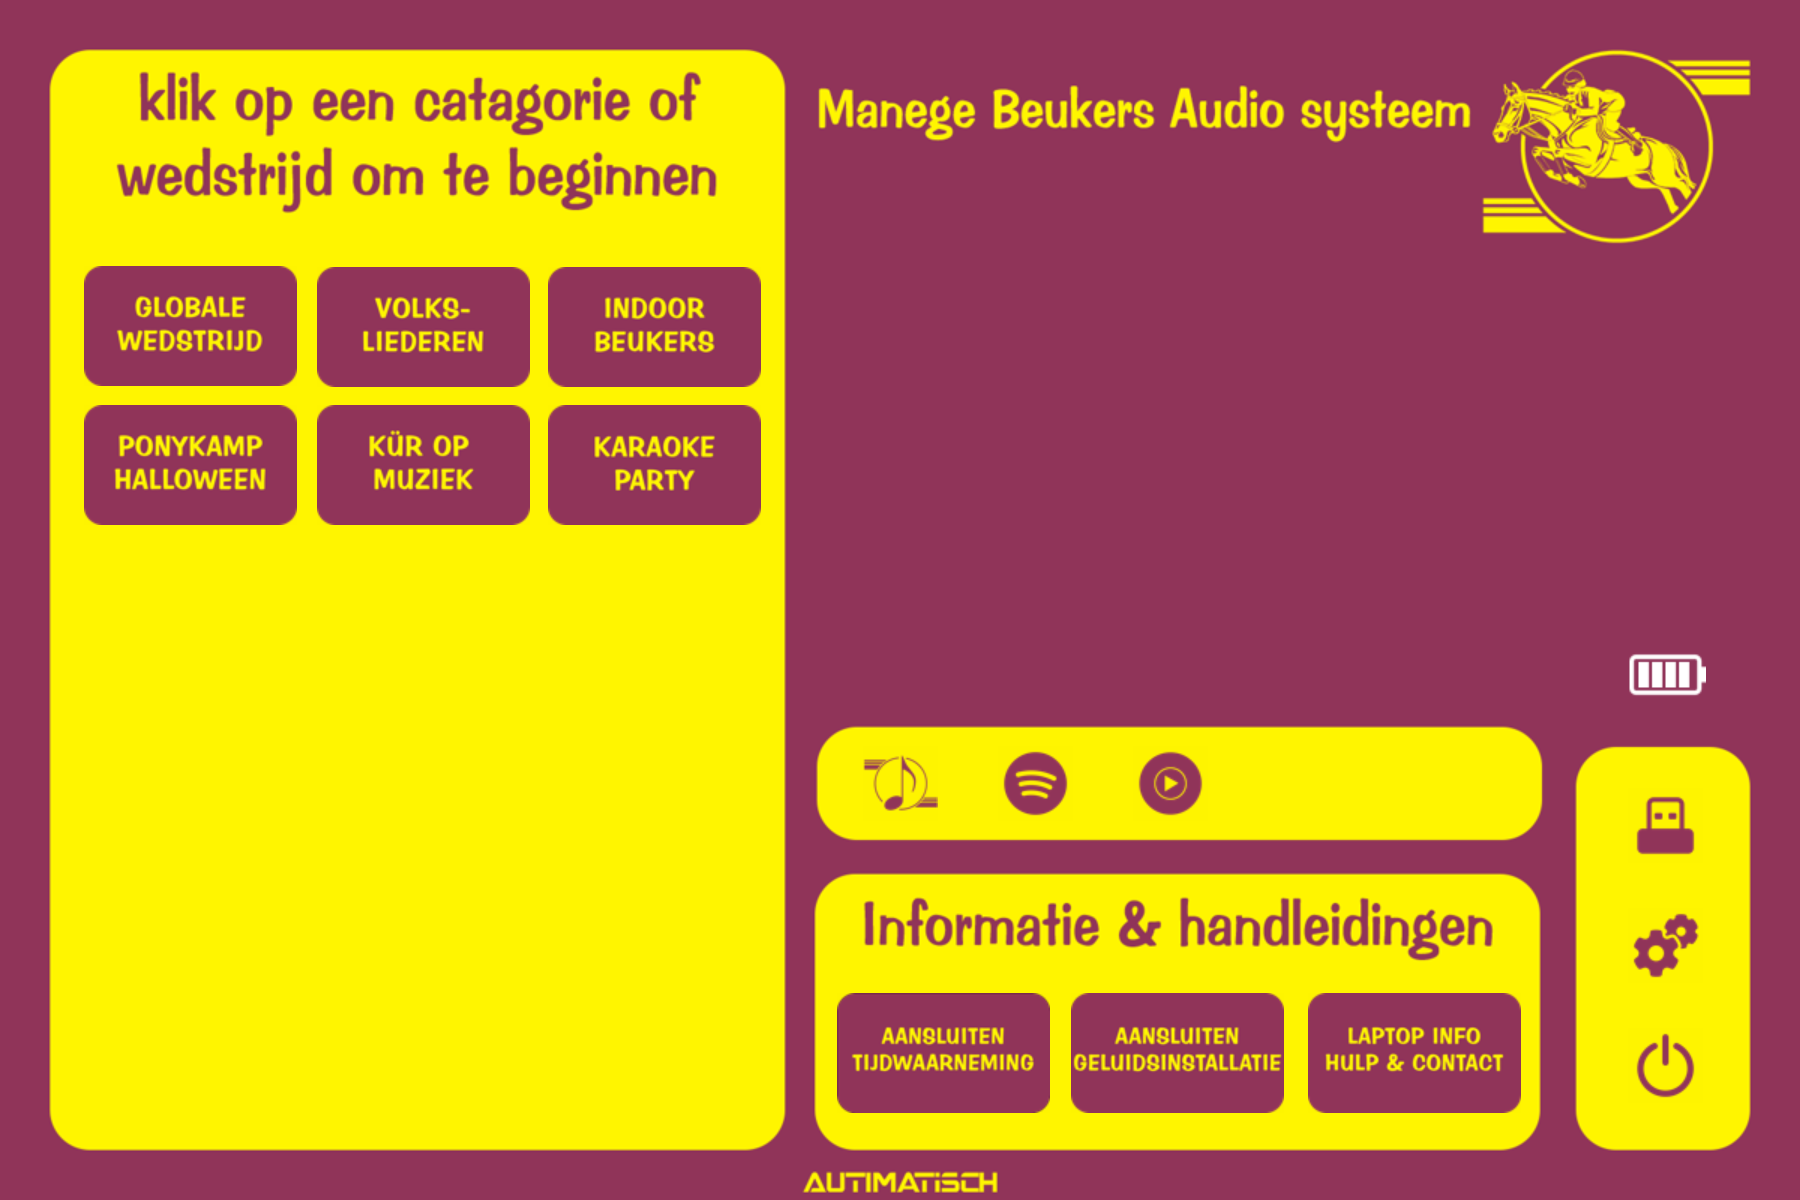 klik op een catagorie of
wedstrijd om te beginnen
GLOBALE
WEDSTRIJD
VOLKS-
LIEDEREN
INDOOR
BEUKERS
PONYKAMP
HALLOWEEN
KÜR OP
MUZIEK
KARAOKE
PARTY
Manege Beukers Audio systeem
Informatie & handleidingen
AANSLUITEN
TIJDWAARNEMING
AANSLUITEN
GELUIDSINSTALLATIE
LAPTOP INFO
HULP & CONTACT
AUTIMATiSCH